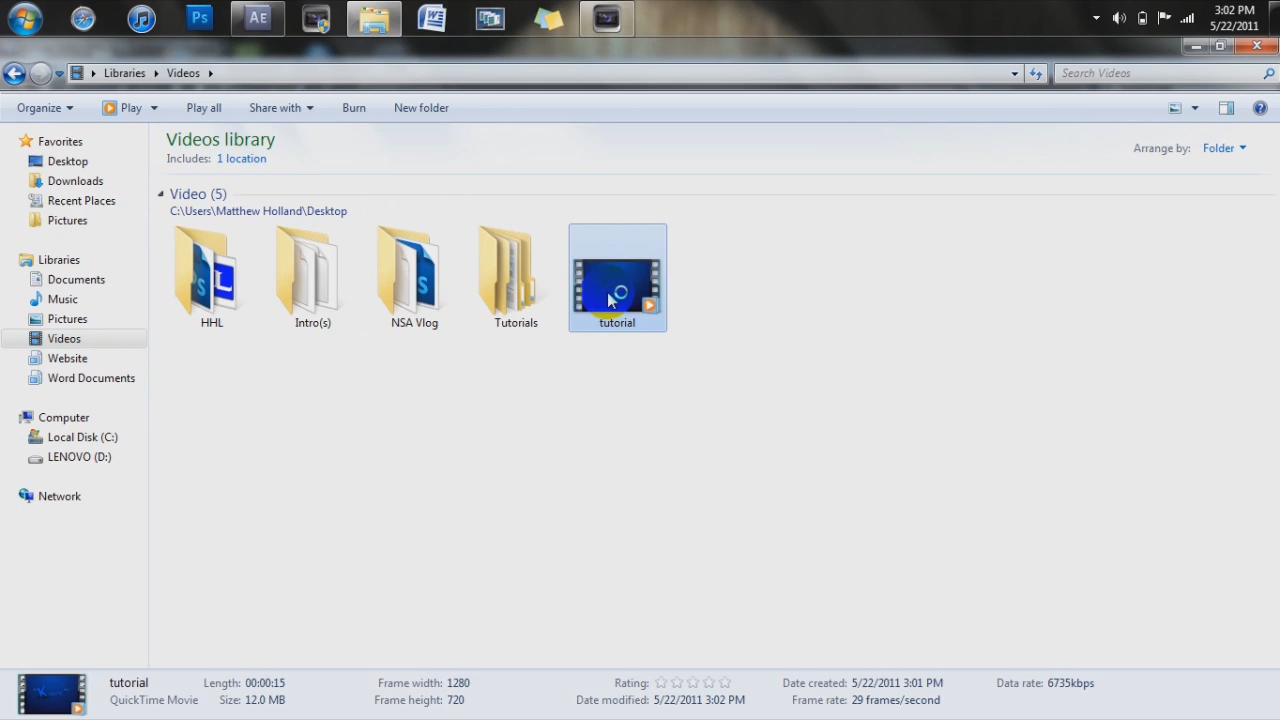 Ps
AE
3:02 PM
5/22/2011
Libraries
Videos
Search Videos
Organize
Play
Play all
Share with
Burn
New folder
Favorites
Desktop
Downloads
Recent Places
Pictures
Libraries
Documents
Music
Pictures
Videos
Website
Word Documents
Computer
Local Disk (C:)
LENOVO (D:)
Network
Videos library
Includes: 1 location
Arrange by: Folder
Video (5)
C:\Users\Matthew Holland\Desktop
HHL
Intro(s)
NSA Vlog
Tutorials
tutorial
tutorial
QuickTime Movie
Length: 00:00:15
Size: 12.0 MB
Frame width: 1280
Frame height: 720
Rating:
Date modified: 5/22/2011 3:02 PM
Date created: 5/22/2011 3:01 PM
Frame rate: 29 frames/second
Data rate: 6735kbps